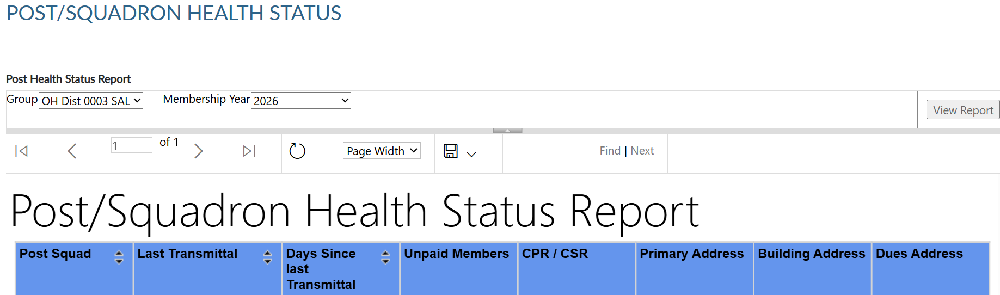 POST/SQUADRON HEALTH STATUS
Post Health Status Report
Group OH Dist 0003 SAL Membership Year 2026 View Report
1 of 1 Page Width Find | Next
Post/Squadron Health Status Report
Post Squad Last Transmittal Days Since last Transmittal Unpaid Members CPR / CSR Primary Address Building Address Dues Address